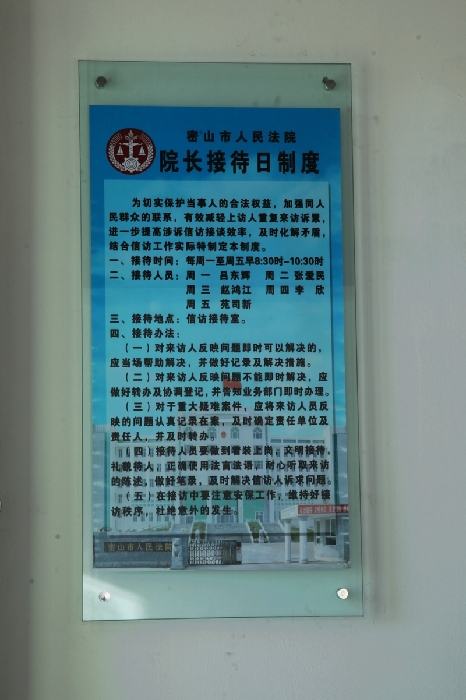 密山市人民法院
院长接待日制度
为切实保护当事人的合法权益，加强同人
民群众的联系，有效减轻上访人重复来访诉累，
进一步提高涉诉信访接谈效率，及时化解矛盾，
结合信访工作实际特制定本制度。
一、接待时间：每周一至周五早8:30时-10:30时
二、接待人员：周一 吕东辉 周二 张爱民
周三 赵鸿江 周四 李欣
周五 苑司新
三、接待地点：信访接待室。
四、接待办法：
（一）对来访人反映问题即时可以解决的，
应当场帮助解决，并做好记录及解决措施。
（二）对来访人反映问题不能即时解决，应
做好转办及协调登记，并告知业务部门即时办理。
（三）对于重大疑难案件，应将来访人员反
映的问题认真记录在案，及时确定责任单位及
责任人，并及时转办。
（四）接待人员要做到着装上岗，文明接待，
礼貌待人，正确使用法言法语，耐心听取来访
的陈述，做好笔录，及时解决信访人诉求问题。
（五）在接访中要注意安保工作，维持好接
访秩序，杜绝意外的发生。
密山市人民法院